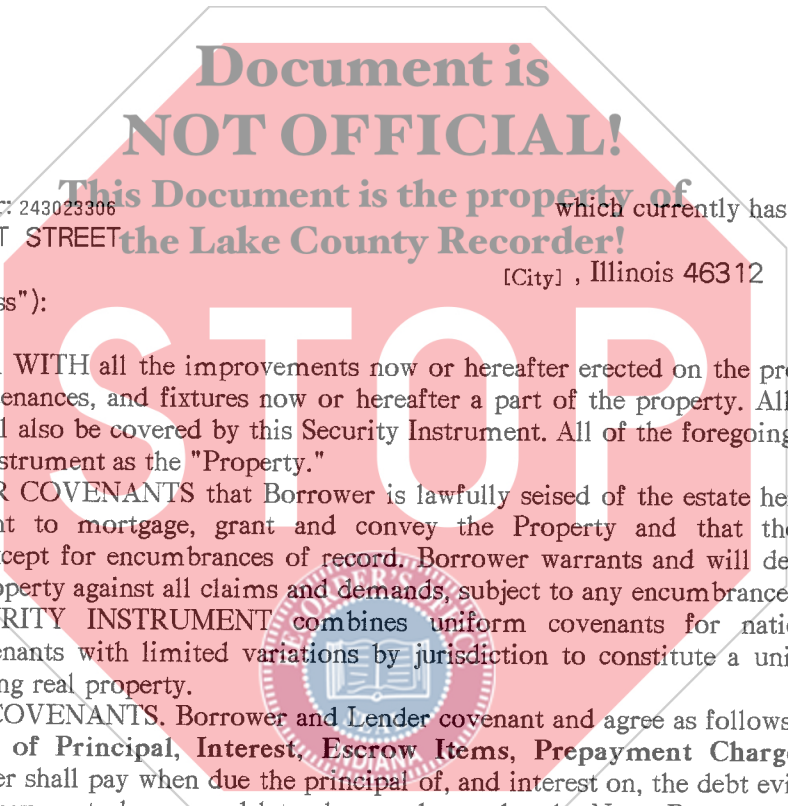 Document is
NOT OFFICIAL!
This Document is the property of
the Lake County Recorder!
: 243023306 which currently has
T STREET
[City] , Illinois 46312
ss"):
STOP
WITH all the improvements now or hereafter erected on the pr
enances, and fixtures now or hereafter a part of the property. All
l also be covered by this Security Instrument. All of the foregoing
strument as the "Property."
R COVENANTS that Borrower is lawfully seised of the estate he
nt to mortgage, grant and convey the Property and that th
cept for encumbrances of record. Borrower warrants and will de
operty against all claims and demands, subject to any encumbrance
RITY INSTRUMENT combines uniform covenants for nati
enants with limited variations by jurisdiction to constitute a uni
ng real property.
COVENANTS. Borrower and Lender covenant and agree as follows
of Principal, Interest, Escrow Items, Prepayment Charg
er shall pay when due the principal of, and interest on, the debt evi